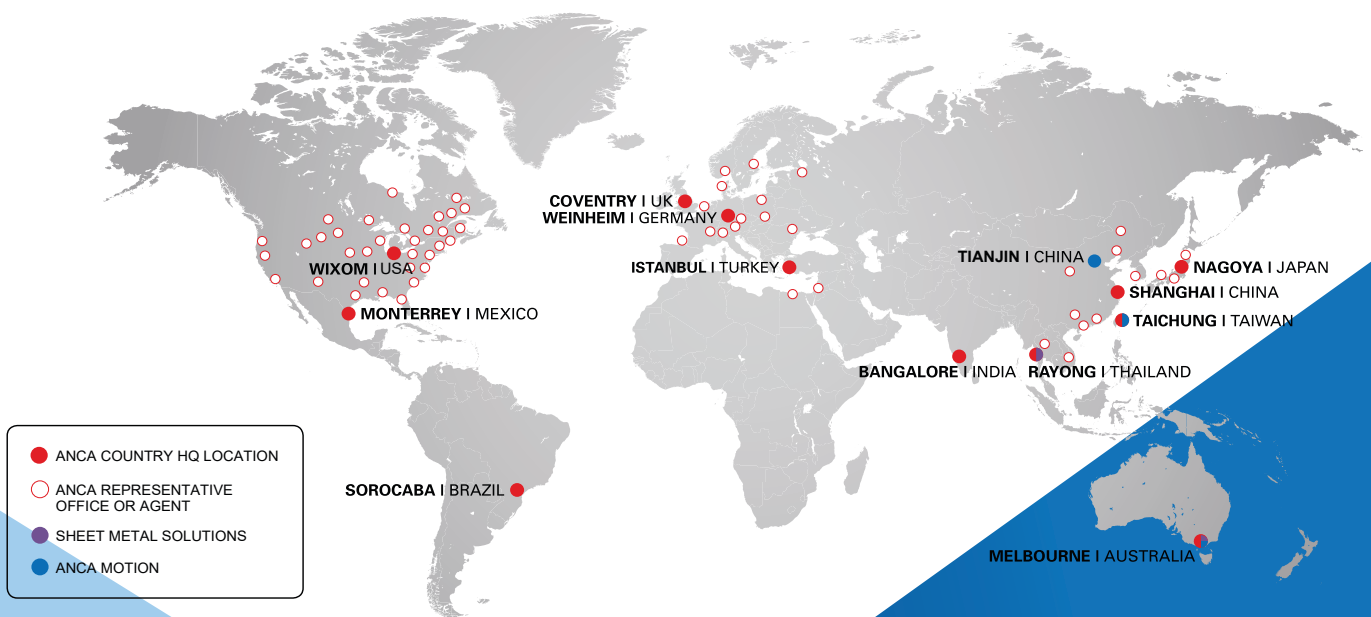 COVENTRY I UK
WEINHEIM I GERMANY
WIXOM I USA
ISTANBUL I TURKEY
TIANJIN I CHINA
NAGOYA I JAPAN
SHANGHAI I CHINA
MONTERREY I MEXICO
TAICHUNG I TAIWAN
BANGALORE I INDIA
RAYONG I THAILAND
SOROCABA I BRAZIL
MELBOURNE I AUSTRALIA
ANCA COUNTRY HQ LOCATION
ANCA REPRESENTATIVE
OFFICE OR AGENT
SHEET METAL SOLUTIONS
ANCA MOTION